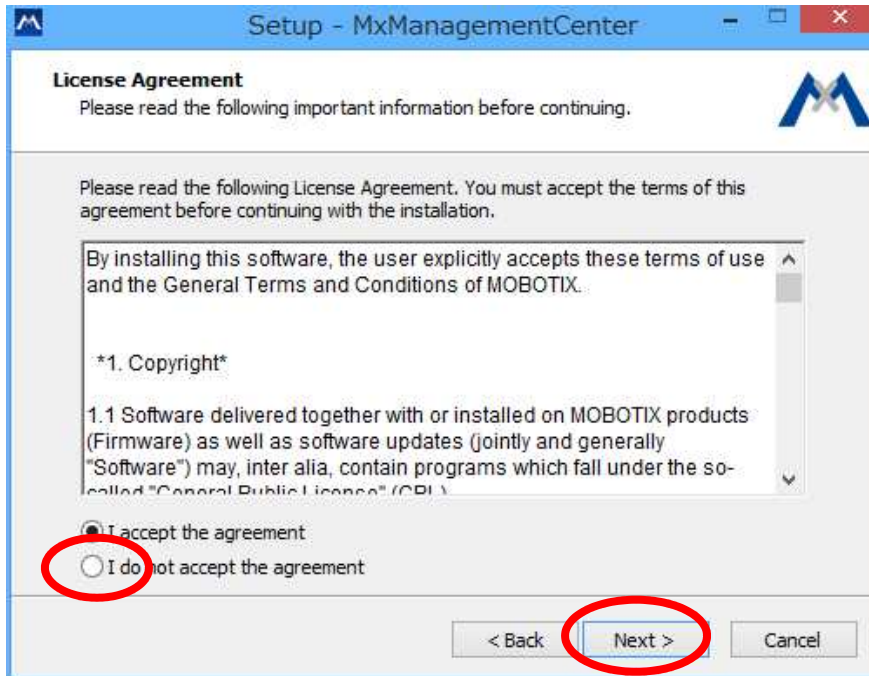 Setup - MxManagementCenter
License Agreement
Please read the following important information before continuing.
Please read the following License Agreement. You must accept the terms of this
agreement before continuing with the installation.
By installing this software, the user explicitly accepts these terms of use
and the General Terms and Conditions of MOBOTIX.
*1. Copyright*
1.1 Software delivered together with or installed on MOBOTIX products
(Firmware) as well as software updates (jointly and generally
"Software") may, inter alia, contain programs which fall under the so-
called "General Public License" (GPL)
I accept the agreement
I do not accept the agreement
< Back
Next >
Cancel